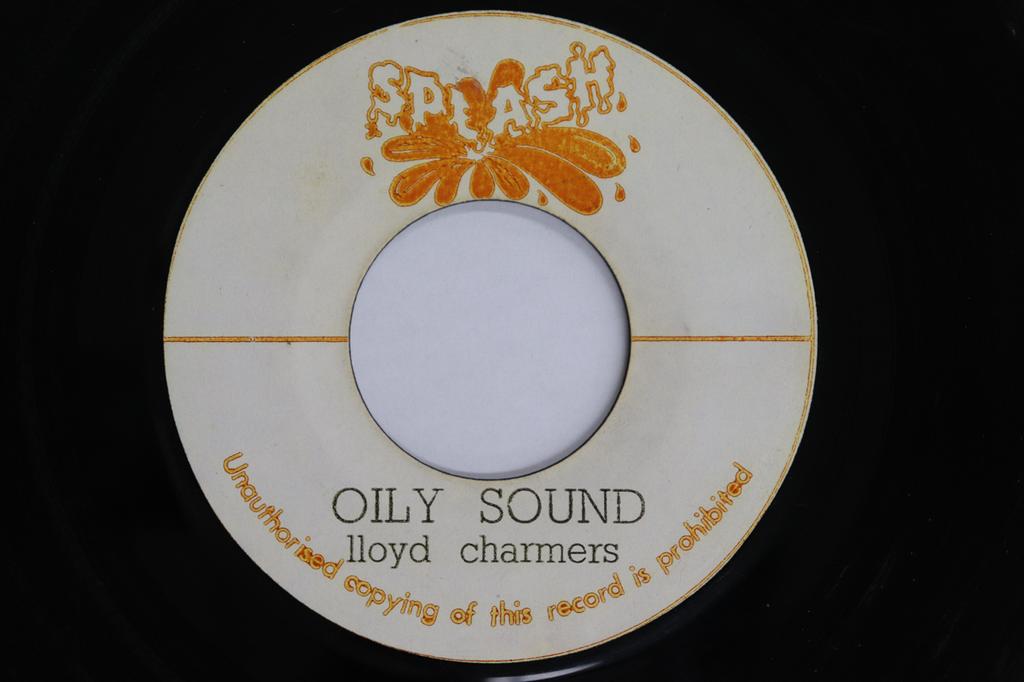 SPLASH
OILY SOUND
lloyd charmers
Unauthorised copying of this record is prohibited